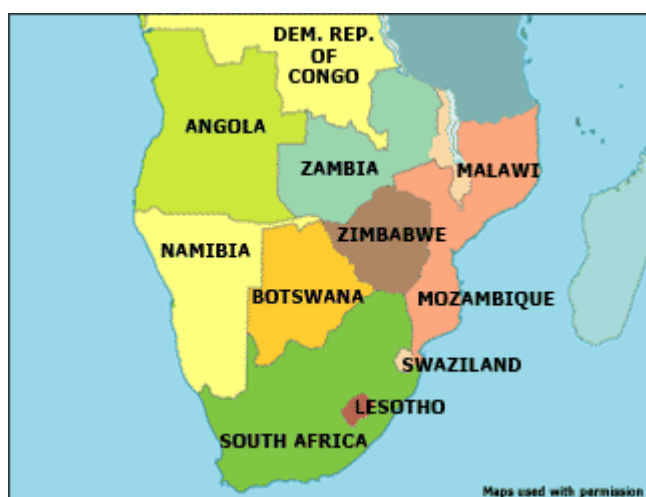 DEM. REP.
OF
CONGO
ANGOLA
ZAMBIA
MALAWI
NAMIBIA
ZIMBABWE
BOTSWANA
MOZAMBIQUE
SWAZILAND
LESOTHO
SOUTH AFRICA
Maps used with permission